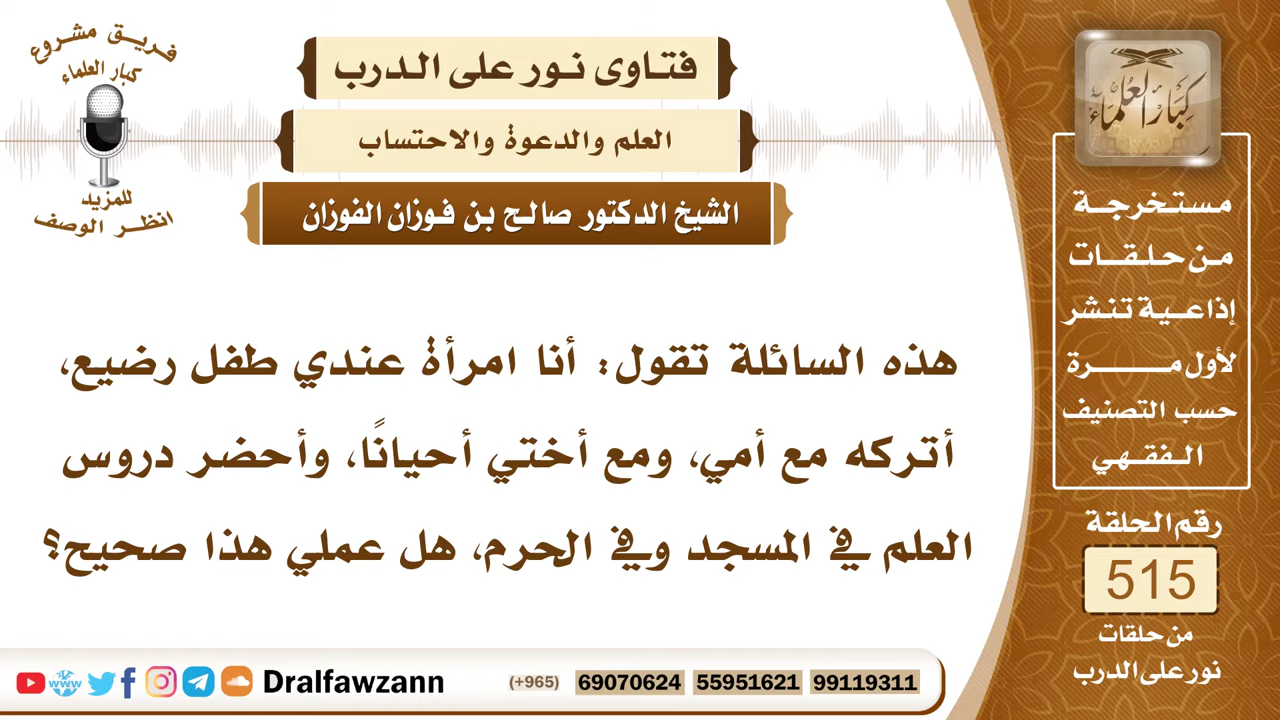 فريق مشروع
كبار العلماء
للمزيد
انظر الوصف
فتاوى نور على الدرب
العلم والدعوة والاحتساب
الشيخ الدكتور صالح بن فوزان الفوزان
هذه السائلة تقول: أنا امرأة عندي طفل رضيع،
أتركه مع أمي، ومع أختي أحيانًا، وأحضر دروس
العلم في المسجد وفي الحرم، هل عملي هذا صحيح؟
كبار العلماء
مستخرجة
من حلقات
إذاعية تنشر
لأول مرة
حسب التصنيف
الفقهي
رقم الحلقة
515
من حلقات
نور على الدرب
www Dralfawzann (+965) 69070624 55951621 99119311